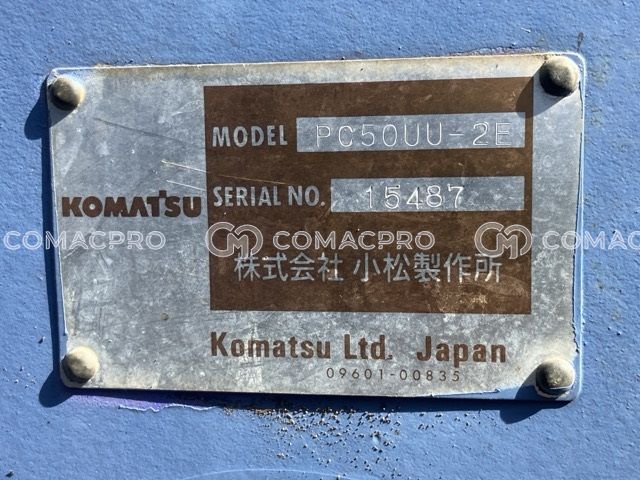 MODEL PC50UU-2E
KOMATSU
SERIAL NO. 15487
COMACPRO COMACPRO COMACPRO
株式会社 小松製作所
Komatsu Ltd. Japan
09601-00835